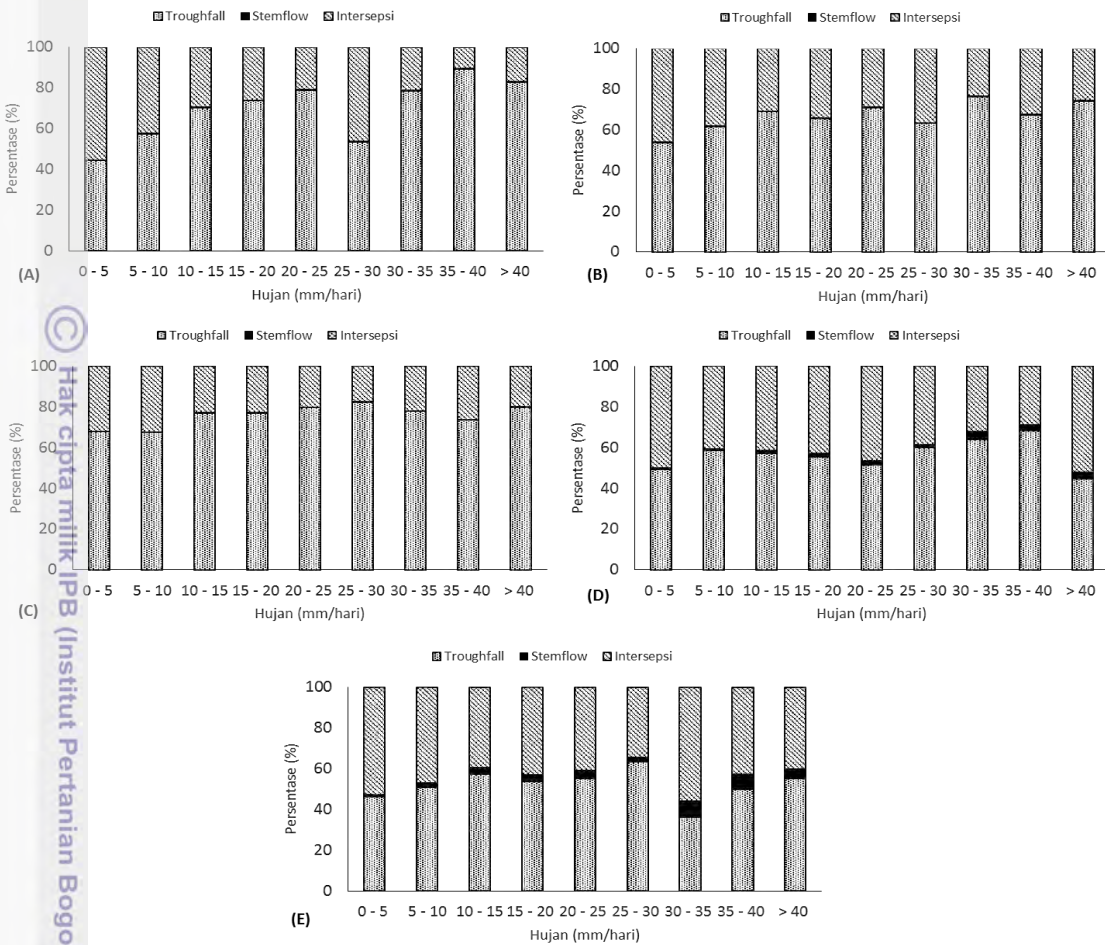 Troughfall Stemflow Intersepsi
100
80
60
40
20
0
Persentase (%)
0 - 5 5 - 10 10 - 15 15 - 20 20 - 25 25 - 30 30 - 35 35 - 40 > 40
(A)
Hujan (mm/hari)
Troughfall Stemflow Intersepsi
100
80
60
40
20
0
Persentase (%)
0 - 5 5 - 10 10 - 15 15 - 20 20 - 25 25 - 30 30 - 35 35 - 40 > 40
(B)
Hujan (mm/hari)
Troughfall Stemflow Intersepsi
100
80
60
40
20
0
Persentase (%)
0 - 5 5 - 10 10 - 15 15 - 20 20 - 25 25 - 30 30 - 35 35 - 40 > 40
(C)
Hujan (mm/hari)
Troughfall Stemflow Intersepsi
100
80
60
40
20
0
Persentase (%)
0 - 5 5 - 10 10 - 15 15 - 20 20 - 25 25 - 30 30 - 35 35 - 40 > 40
(D)
Hujan (mm/hari)
Troughfall Stemflow Intersepsi
100
80
60
40
20
0
Persentase (%)
0 - 5 5 - 10 10 - 15 15 - 20 20 - 25 25 - 30 30 - 35 35 - 40 > 40
(E)
Hujan (mm/hari)
© Hak cipta milik IPB (Institut Pertanian Bogo